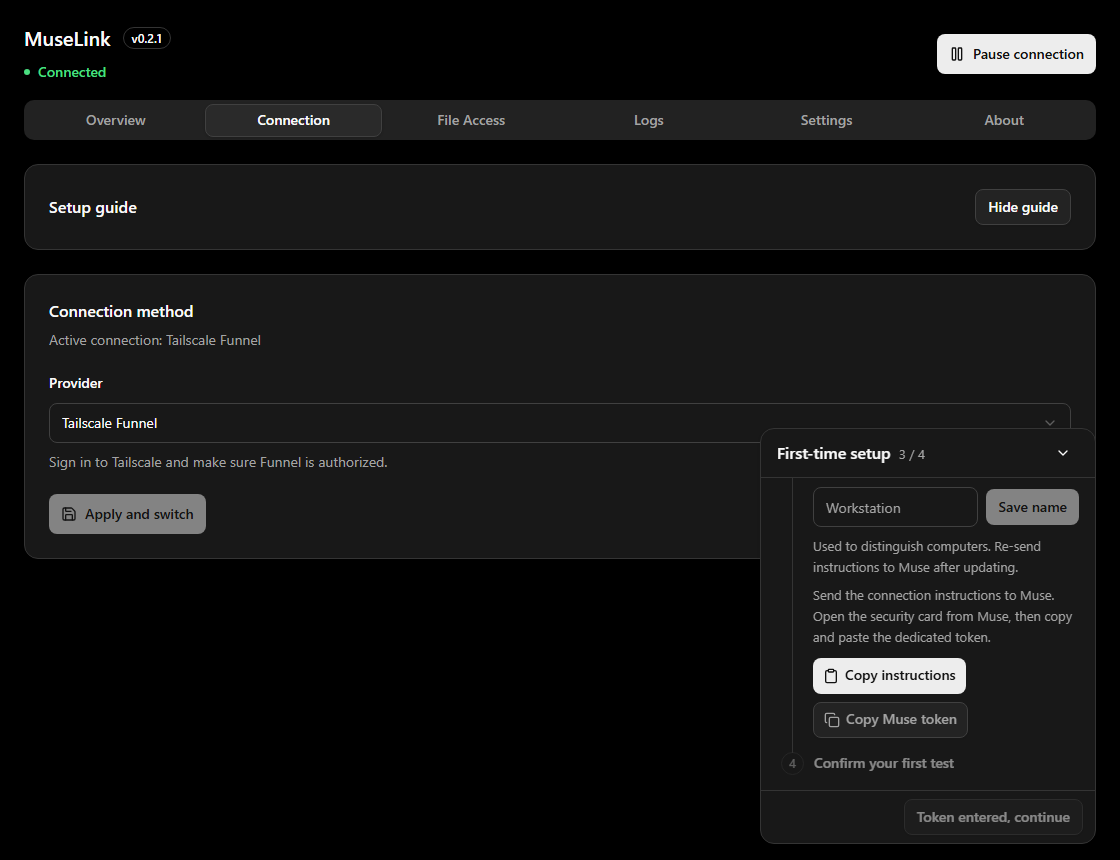 MuseLink v0.2.1
Connected
Pause connection
Overview Connection File Access Logs Settings About
Setup guide
Hide guide
Connection method
Active connection: Tailscale Funnel
Provider
Tailscale Funnel
Sign in to Tailscale and make sure Funnel is authorized.
Apply and switch
First-time setup 3 / 4
Workstation
Save name
Used to distinguish computers. Re-send
instructions to Muse after updating.
Send the connection instructions to Muse.
Open the security card from Muse, then copy
and paste the dedicated token.
Copy instructions
Copy Muse token
4 Confirm your first test
Token entered, continue